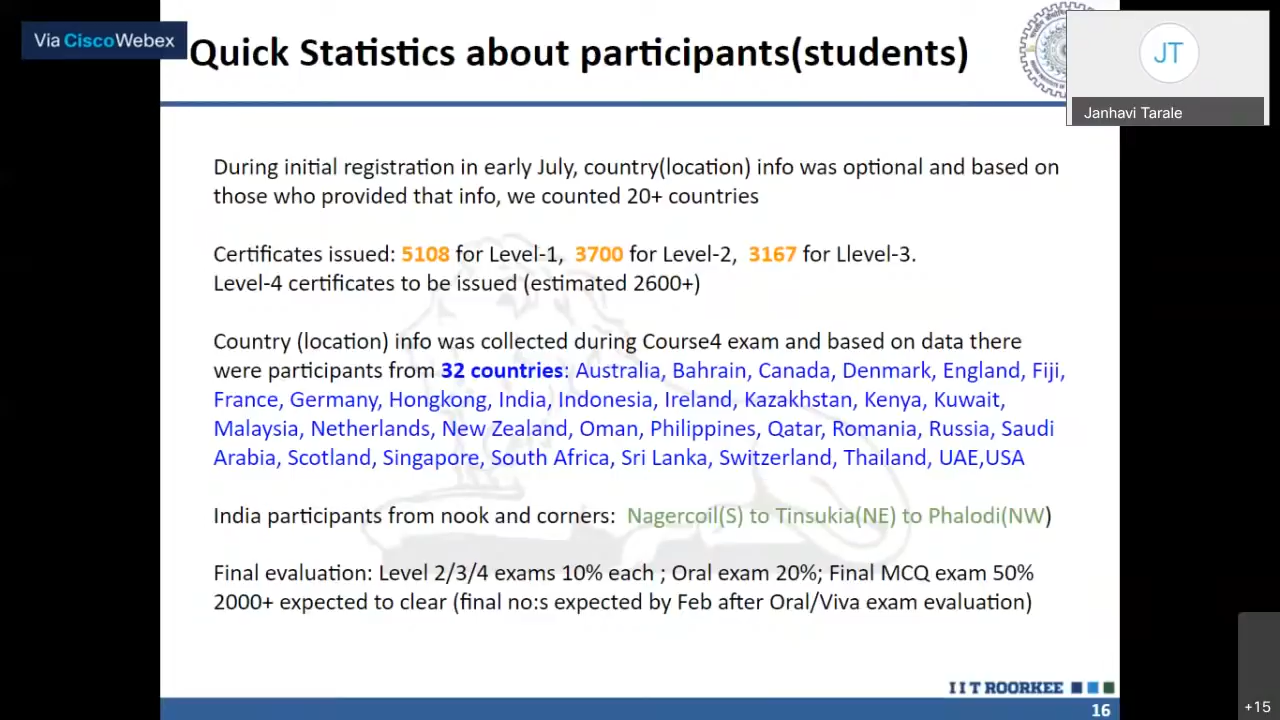 Via CiscoWebex
Quick Statistics about participants(students)
JT
Janhavi Tarale
During initial registration in early July, country(location) info was optional and based on
those who provided that info, we counted 20+ countries
Certificates issued: 5108 for Level-1, 3700 for Level-2, 3167 for Llevel-3.
Level-4 certificates to be issued (estimated 2600+)
Country (location) info was collected during Course4 exam and based on data there
were participants from 32 countries: Australia, Bahrain, Canada, Denmark, England, Fiji,
France, Germany, Hongkong, India, Indonesia, Ireland, Kazakhstan, Kenya, Kuwait,
Malaysia, Netherlands, New Zealand, Oman, Philippines, Qatar, Romania, Russia, Saudi
Arabia, Scotland, Singapore, South Africa, Sri Lanka, Switzerland, Thailand, UAE,USA
India participants from nook and corners: Nagercoil(S) to Tinsukia(NE) to Phalodi(NW)
Final evaluation: Level 2/3/4 exams 10% each ; Oral exam 20%; Final MCQ exam 50%
2000+ expected to clear (final no:s expected by Feb after Oral/Viva exam evaluation)
IIT ROORKEE
16
+15